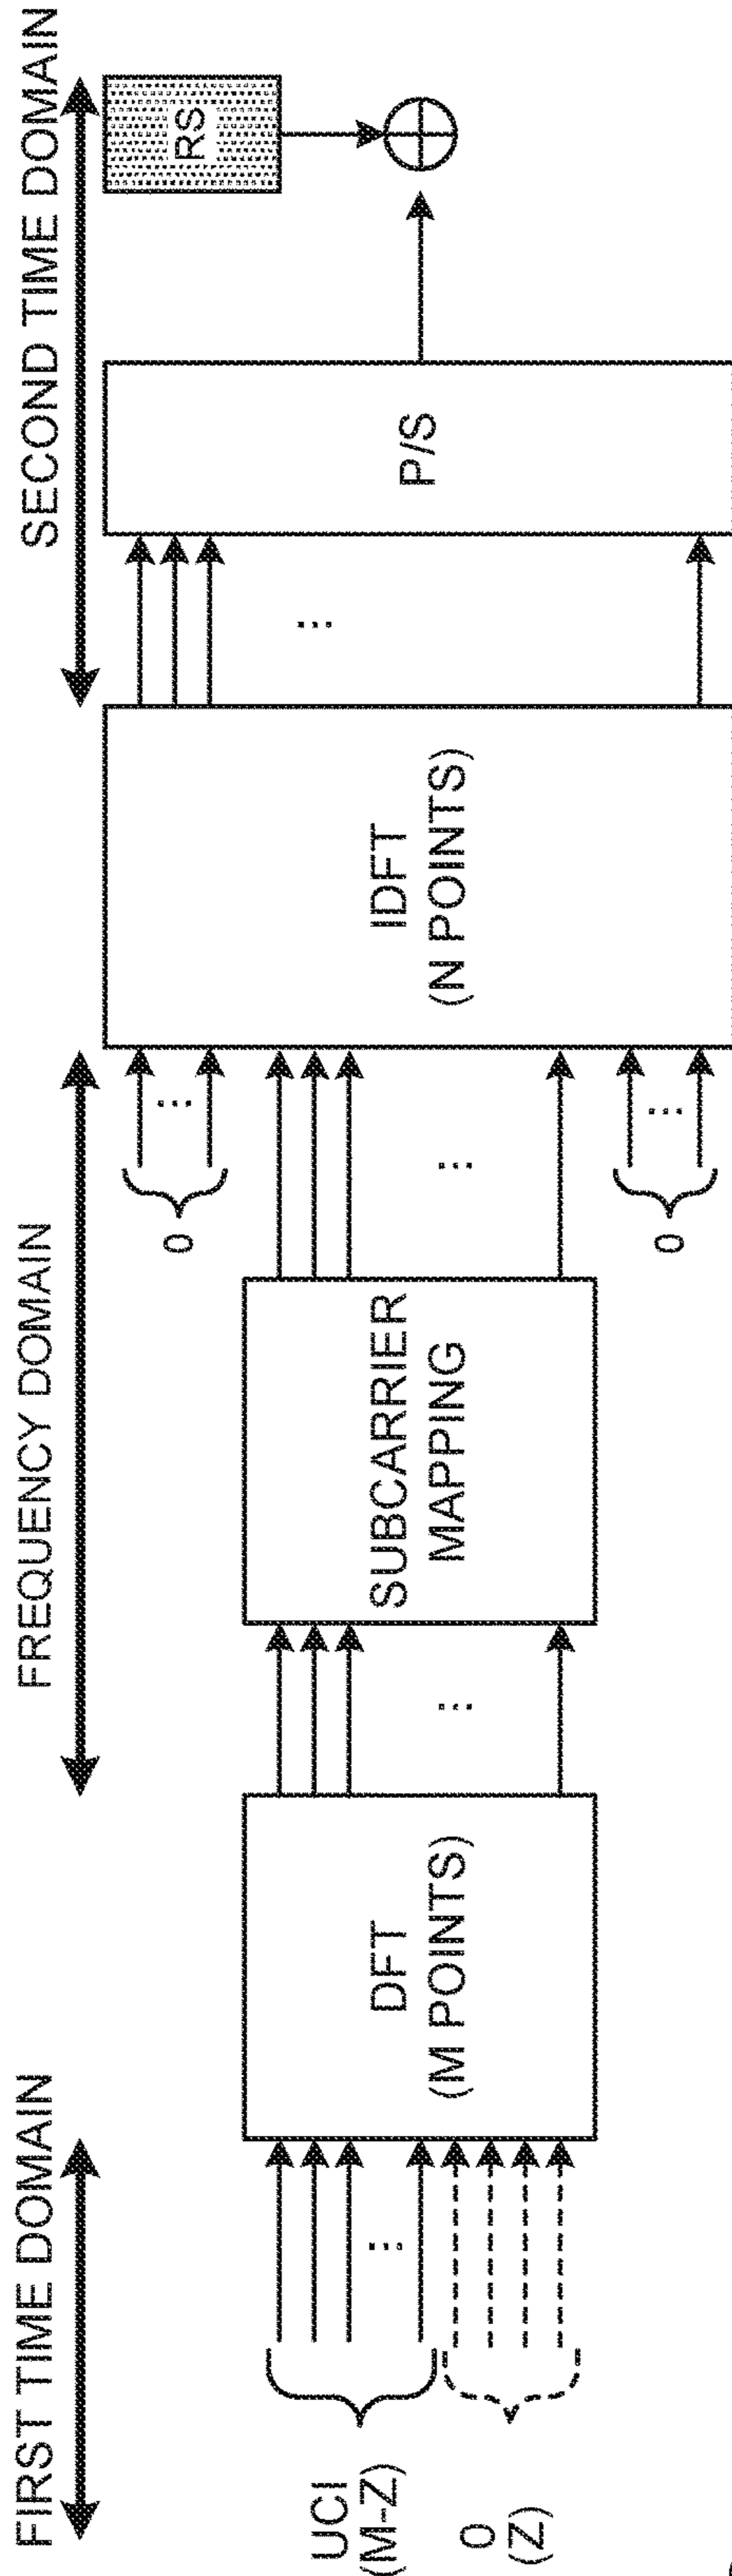 FIRST TIME DOMAIN
FREQUENCY DOMAIN
SECOND TIME DOMAIN
UCI
(M-Z)
0
(Z)
...
DFT
(M POINTS)
...
SUBCARRIER
MAPPING
0
...
...
0
...
IDFT
(N POINTS)
...
P/S
RS